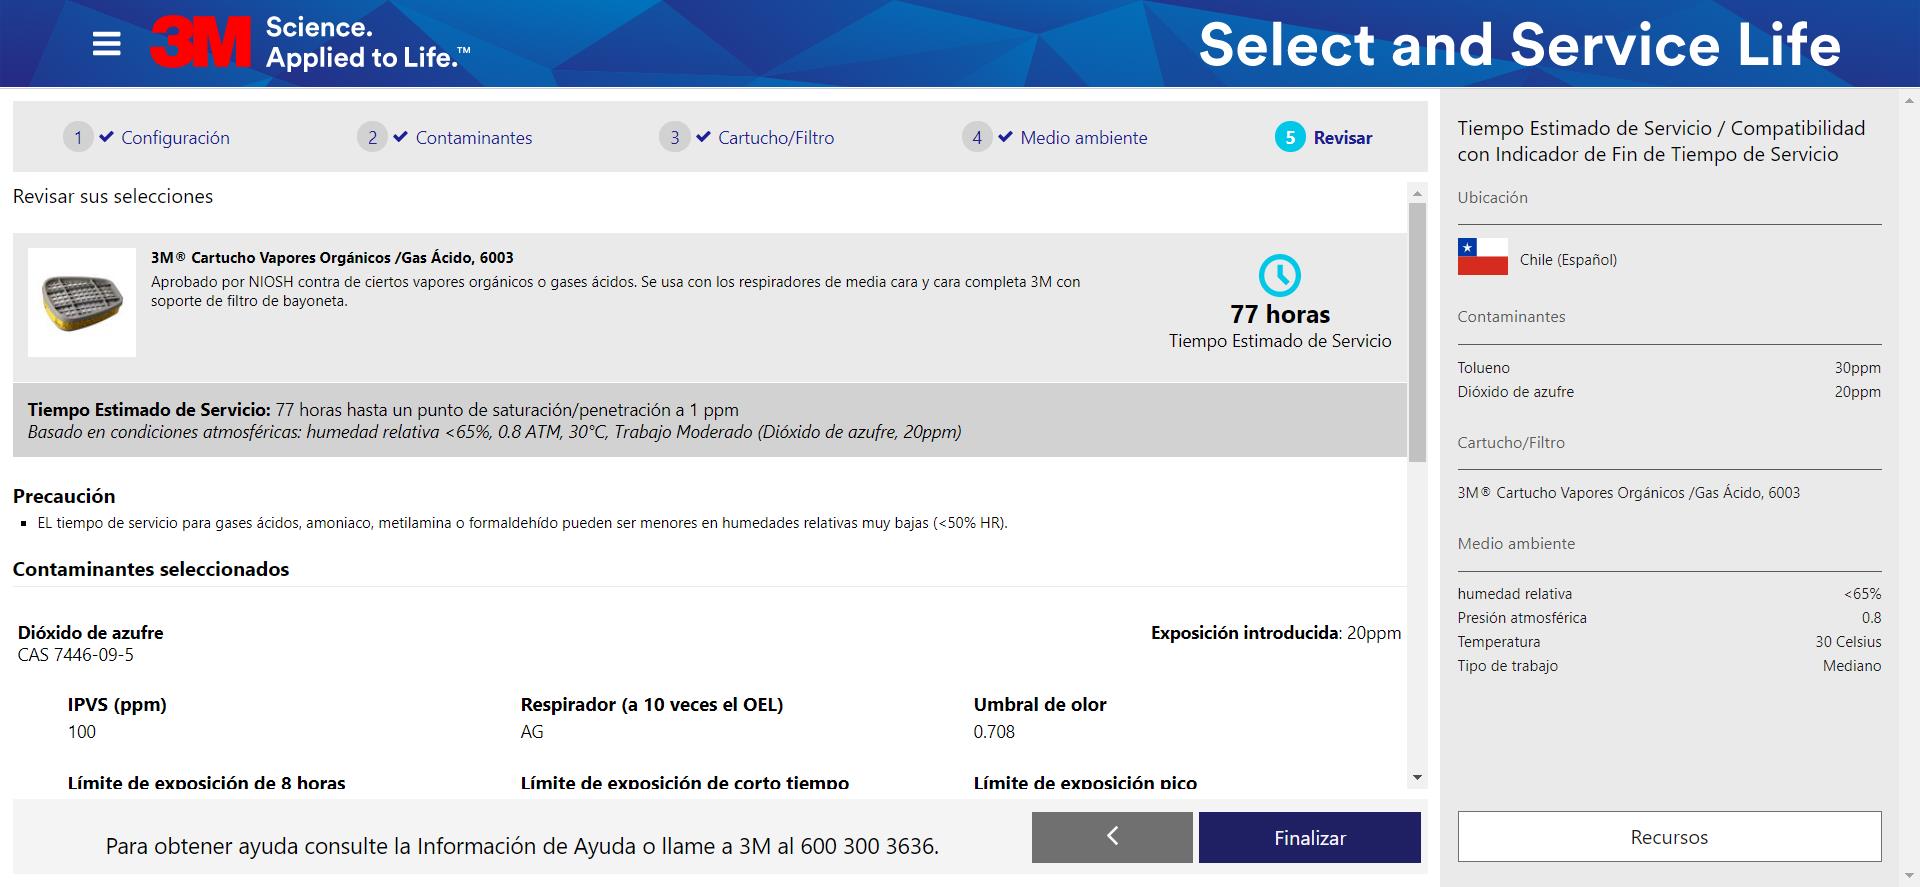 3M Science.
Applied to Life.™
Select and Service Life
1 Configuración
2 Contaminantes
3 Cartucho/Filtro
4 Medio ambiente
5 Revisar
Revisar sus selecciones
3M® Cartucho Vapores Orgánicos /Gas Ácido, 6003
Aprobado por NIOSH contra de ciertos vapores orgánicos o gases ácidos. Se usa con los respiradores de media cara y cara completa 3M con
soporte de filtro de bayoneta.
77 horas
Tiempo Estimado de Servicio
Tiempo Estimado de Servicio: 77 horas hasta un punto de saturación/penetración a 1 ppm
Basado en condiciones atmosféricas: humedad relativa <65%, 0.8 ATM, 30°C, Trabajo Moderado (Dióxido de azufre, 20ppm)
Precaución
▪ EL tiempo de servicio para gases ácidos, amoniaco, metilamina o formaldehído pueden ser menores en humedades relativas muy bajas (<50% HR).
Contaminantes seleccionados
Dióxido de azufre
CAS 7446-09-5
Exposición introducida: 20ppm
IPVS (ppm)
100
Respirador (a 10 veces el OEL)
AG
Umbral de olor
0.708
Límite de exposición de 8 horas
Límite de exposición de corto tiempo
Límite de exposición pico
Para obtener ayuda consulte la Información de Ayuda o llame a 3M al 600 300 3636.
Finalizar
Tiempo Estimado de Servicio / Compatibilidad
con Indicador de Fin de Tiempo de Servicio
Ubicación
Chile (Español)
Contaminantes
Tolueno 30ppm
Dióxido de azufre 20ppm
Cartucho/Filtro
3M® Cartucho Vapores Orgánicos /Gas Ácido, 6003
Medio ambiente
humedad relativa <65%
Presión atmosférica 0.8
Temperatura 30 Celsius
Tipo de trabajo Mediano
Recursos